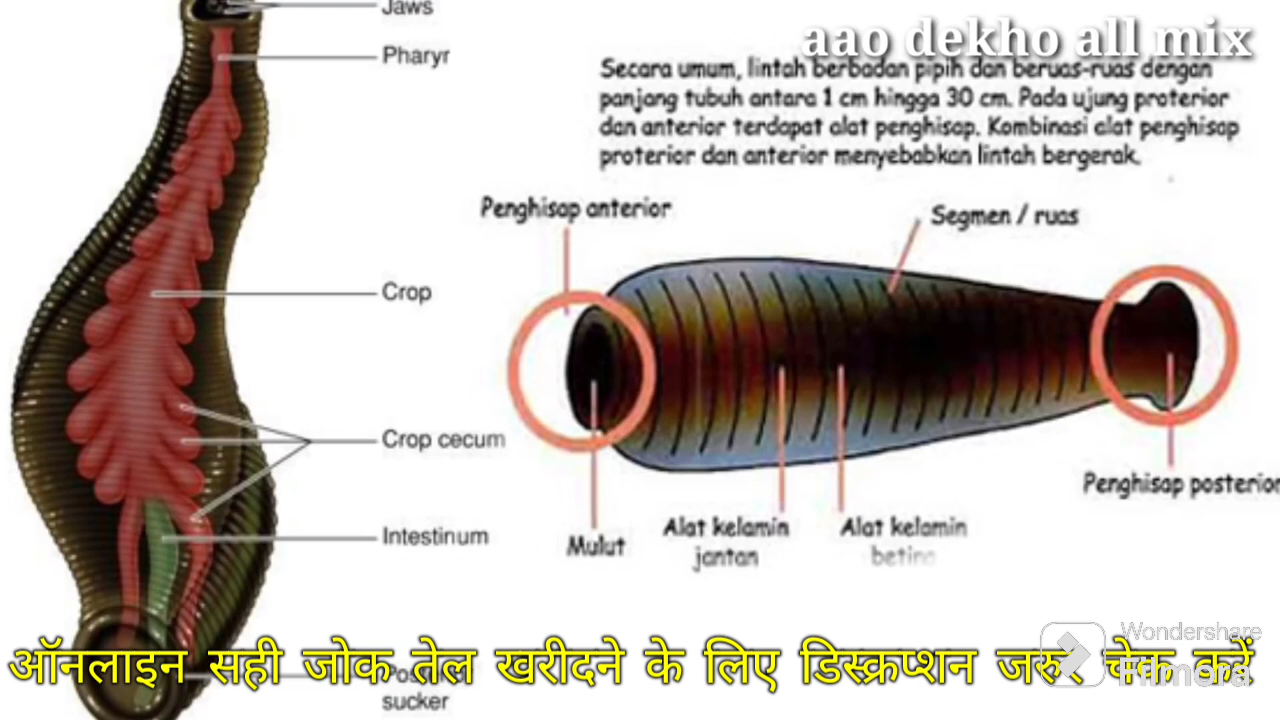 Jaws
Pharyr
Crop
Crop cecum
Intestinum
sucker
aao dekho all mix
Secara umum, lintah berbadan pipih dan beruas-ruas dengan
panjang tubuh antara 1 cm hingga 30 cm. Pada ujung proterior
dan anterior terdapat alat penghisap. Kombinasi alat penghisap
proterior dan anterior menyebabkan lintah bergerak.
Penghisap anterior
Segmen / ruas
Penghisap posterior
Mulut
Alat kelamin
jantan
Alat kelamin
betina
ऑनलाइन सही जोक तेल खरीदने के लिए डिस्क्रप्शन जरुर चेक करें
Wondershare
Filmora